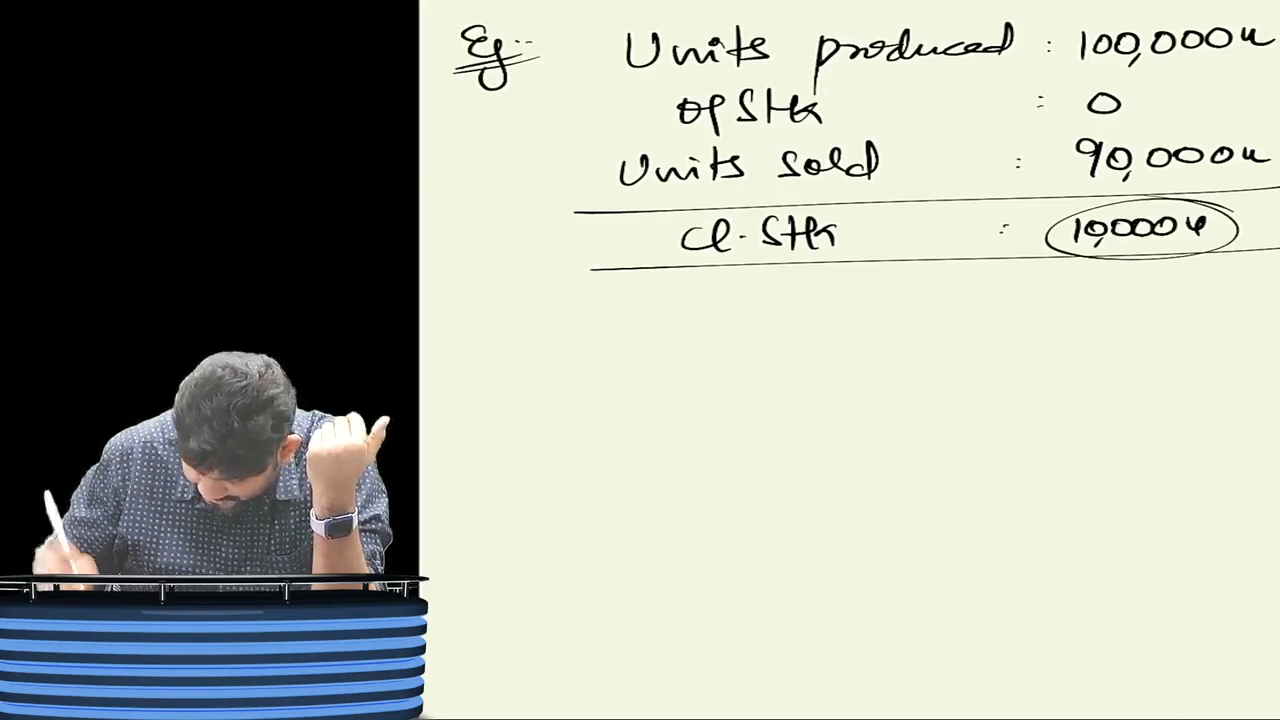 Eg:- Units produced : 100,000u
op Stk : 0
Units sold : 90,000u
Cl. Stk : 10,000u